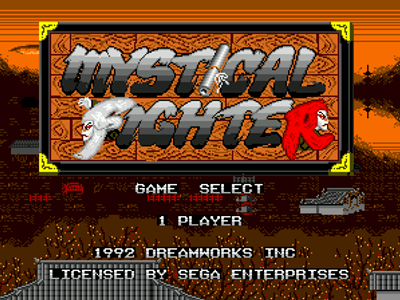 MYSTICAL
FIGHTER
GAME SELECT
1 PLAYER
1992 DREAMWORKS INC
LICENSED BY SEGA ENTERPRISES